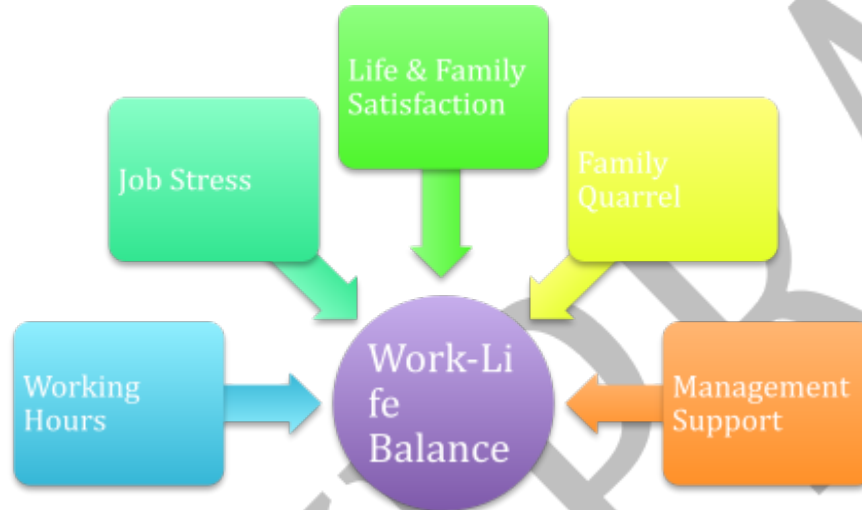 Life & Family
Satisfaction
Job Stress
Family
Quarrel
Working
Hours
Work-Li
fe
Balance
Management
Support